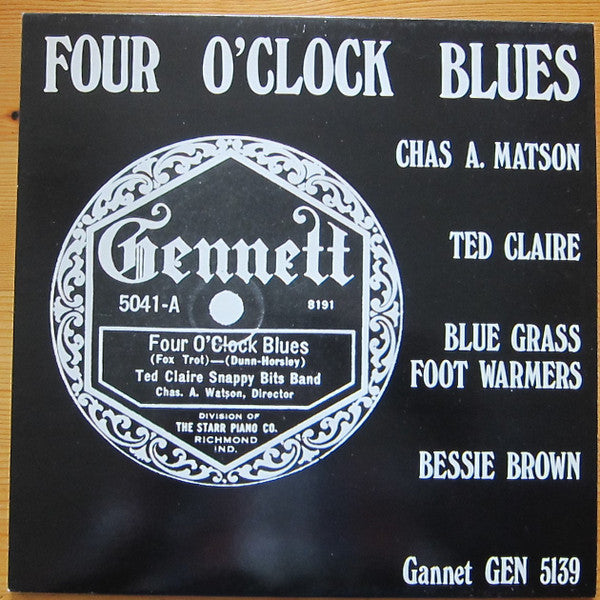 FOUR O'CLOCK BLUES
CHAS A. MATSON
TED CLAIRE
BLUE GRASS
FOOT WARMERS
BESSIE BROWN
Gannet GEN 5139
Gennett
5041-A 8191
Four O'Clock Blues
(Fox Trot)—(Dunn-Horsley)
Ted Claire Snappy Bits Band
Chas. A. Watson, Director
DIVISION OF
THE STARR PIANO CO.
RICHMOND
IND.